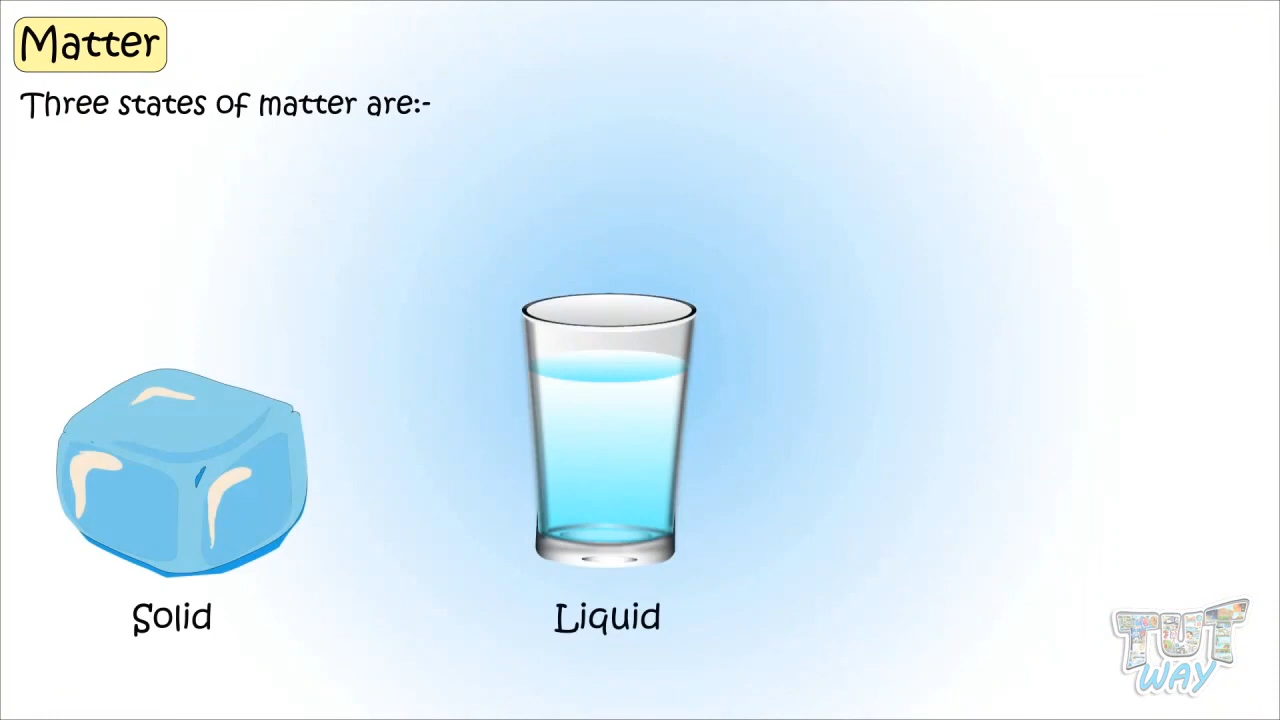 Matter
Three states of matter are:-
Solid
Liquid
TUT
WAY